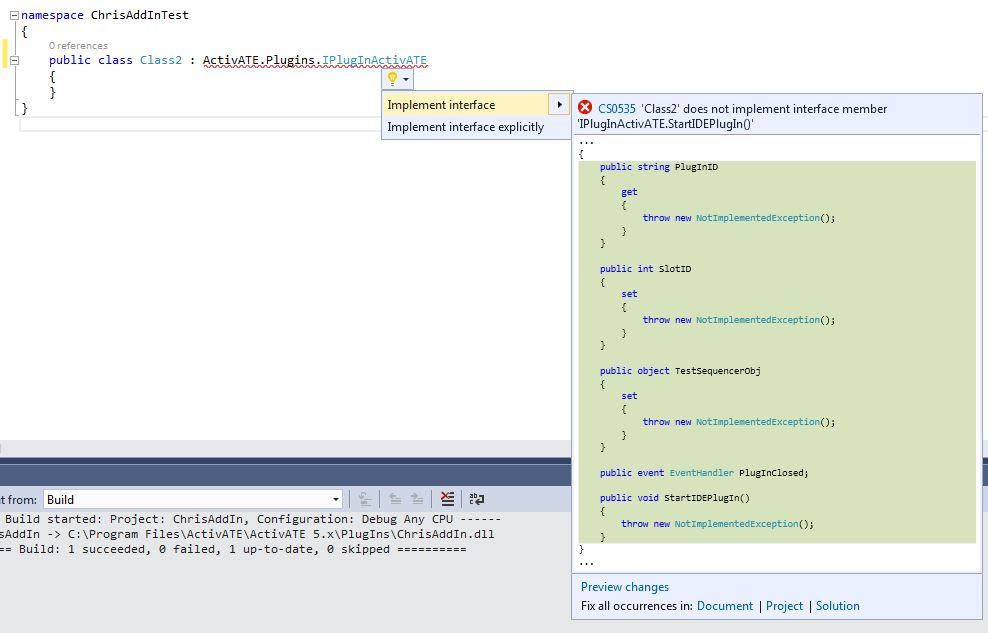 namespace ChrisAddInTest
{
0 references
public class Class2 : ActivATE.Plugins.IPlugInActivATE
{
}
}
Implement interface
Implement interface explicitly
CS0535 'Class2' does not implement interface member
'IPlugInActivATE.StartIDEPlugIn()'
...
{
public string PlugInID
{
get
{
throw new NotImplementedException();
}
}
public int SlotID
{
set
{
throw new NotImplementedException();
}
}
public object TestSequencerObj
{
set
{
throw new NotImplementedException();
}
}
public event EventHandler PlugInClosed;
public void StartIDEPlugIn()
{
throw new NotImplementedException();
}
}
...
Preview changes
Fix all occurrences in: Document | Project | Solution
t from: Build
Build started: Project: ChrisAddIn, Configuration: Debug Any CPU ------
sAddIn -> C:\Program Files\ActivATE\ActivATE 5.x\PlugIns\ChrisAddIn.dll
== Build: 1 succeeded, 0 failed, 1 up-to-date, 0 skipped ==========